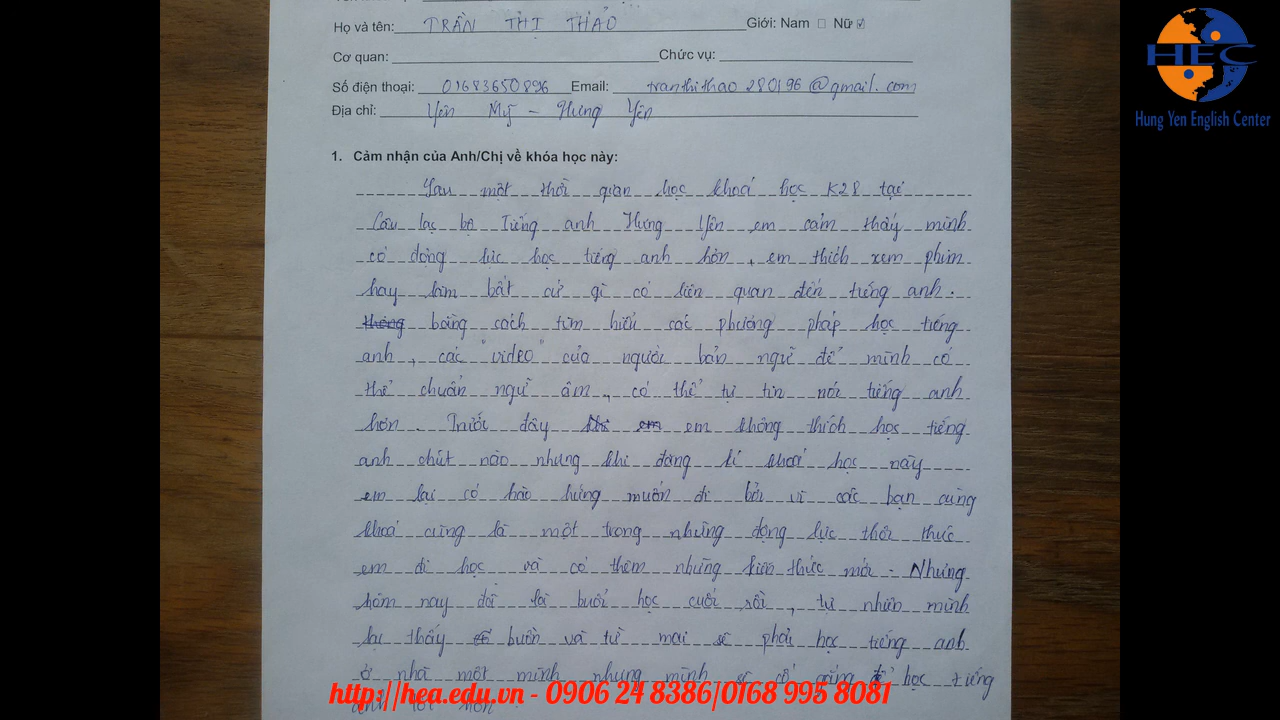 Họ và tên: TRẦN THỊ THẢO Giới: Nam ☐ Nữ ☑
Cơ quan: Chức vụ:
Số điện thoại: 01683650896 Email: tranthithao280196@gmail.com
Địa chỉ: Yên Mỹ - Hưng Yên
1. Cảm nhận của Anh/Chị về khóa học này:
Sau một thời gian học khoá học K28 tại
Câu lạc bộ Tiếng anh Hưng Yên em cảm thấy mình
có động lực học tiếng anh hơn, em thích xem phim
hay làm bất cứ gì có liên quan đến tiếng anh.
bằng cách tìm hiểu các phương pháp học tiếng
anh, các "video" của người bản ngữ để mình có
thể chuẩn ngữ âm, có thể tự tin nói tiếng anh
hơn. Trước đây em không thích học tiếng
anh chút nào nhưng khi đăng kí khoá học này
em lại có hào hứng muốn đi bởi vì các bạn cùng
khoá cũng là một trong những động lực thôi thúc
em đi học và có thêm những kiến thức mới. Nhưng
hôm nay đã là buổi học cuối rồi, tự nhiên mình
lại thấy buồn và từ mai sẽ phải học tiếng anh
ở nhà một mình nhưng mình sẽ cố gắng để học tiếng
anh tốt hơn
http://hea.edu.vn - 0906 24 8386/0168 995 8081
HEC
Hung Yen English Center